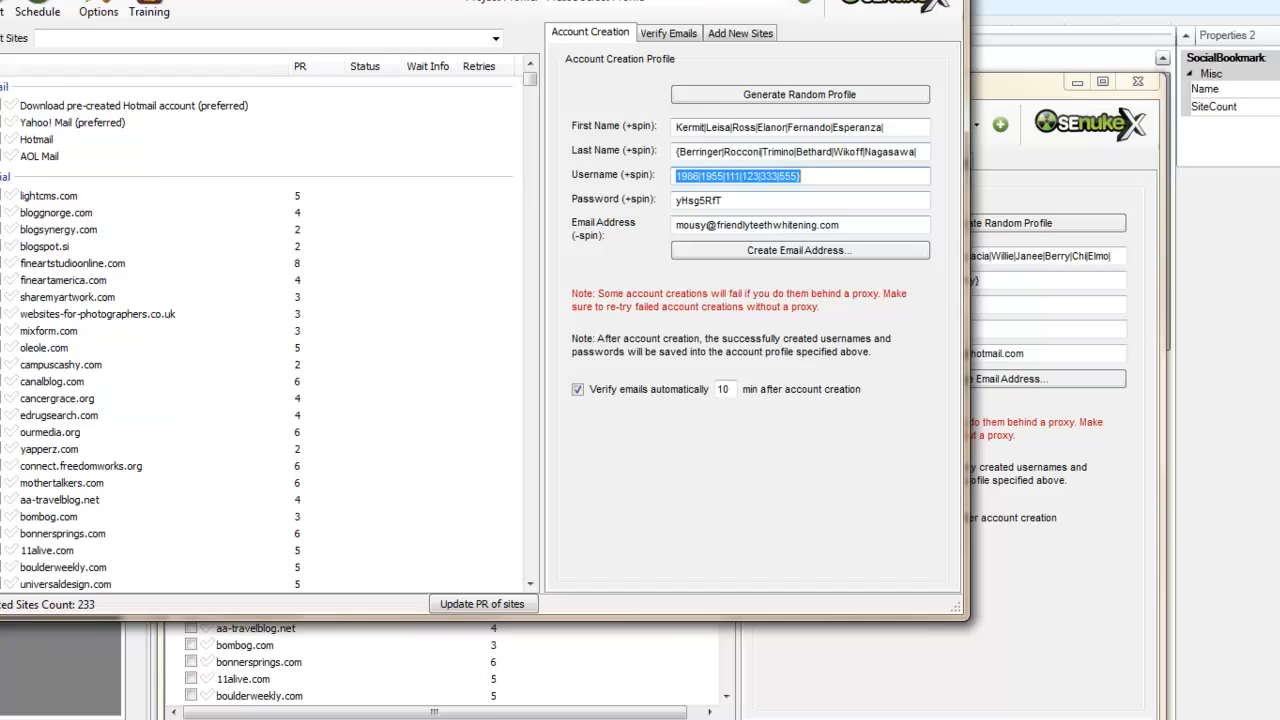 Schedule Options Training
t Sites
SEnukeX
Properties 2
SocialBookmark
Misc
Name
SiteCount
PR Status Wait Info Retries
ail
Download pre-created Hotmail account (preferred)
Yahoo! Mail (preferred)
Hotmail
AOL Mail
ial
lightcms.com 5
bloggnorge.com 4
blogsynergy.com 2
blogspot.si 2
fineartstudioonline.com 8
fineartamerica.com 4
sharemyartwork.com 3
websites-for-photographers.co.uk 3
mixform.com 3
oleole.com 5
campuscashy.com 2
canalblog.com 6
cancergrace.org 4
edrugsearch.com 4
ourmedia.org 6
yapperz.com 2
connect.freedomworks.org 6
mothertalkers.com 6
aa-travelblog.net 4
bombog.com 3
bonnersprings.com 6
11alive.com 5
boulderweekly.com 5
universaldesign.com 5
ted Sites Count: 233
Update PR of sites
Account Creation Verify Emails Add New Sites
Account Creation Profile
Generate Random Profile
First Name (+spin): Kermit|Leisa|Ross|Elanor|Fernando|Esperanza|
Last Name (+spin): {Berringer|Rocconi|Trimino|Bethard|Wikoff|Nagasawa|
Username (+spin): 1986|1955|111|123|333|555}
Password (+spin): yHsg5RfT
Email Address
(-spin): mousy@friendlyteethwhitening.com
Create Email Address...
Note: Some account creations will fail if you do them behind a proxy. Make
sure to re-try failed account creations without a proxy.
Note: After account creation, the successfully created usernames and
passwords will be saved into the account profile specified above.
Verify emails automatically 10 min after account creation
SEnukeX
te Random Profile
acia|Willie|Janee|Berry|Chi|Elmo|
y}
hotmail.com
e Email Address...
do them behind a proxy. Make
ut a proxy.
y created usernames and
ofile specified above.
er account creation
aa-travelblog.net 4
bombog.com 3
bonnersprings.com 6
11alive.com 5
boulderweekly.com 5